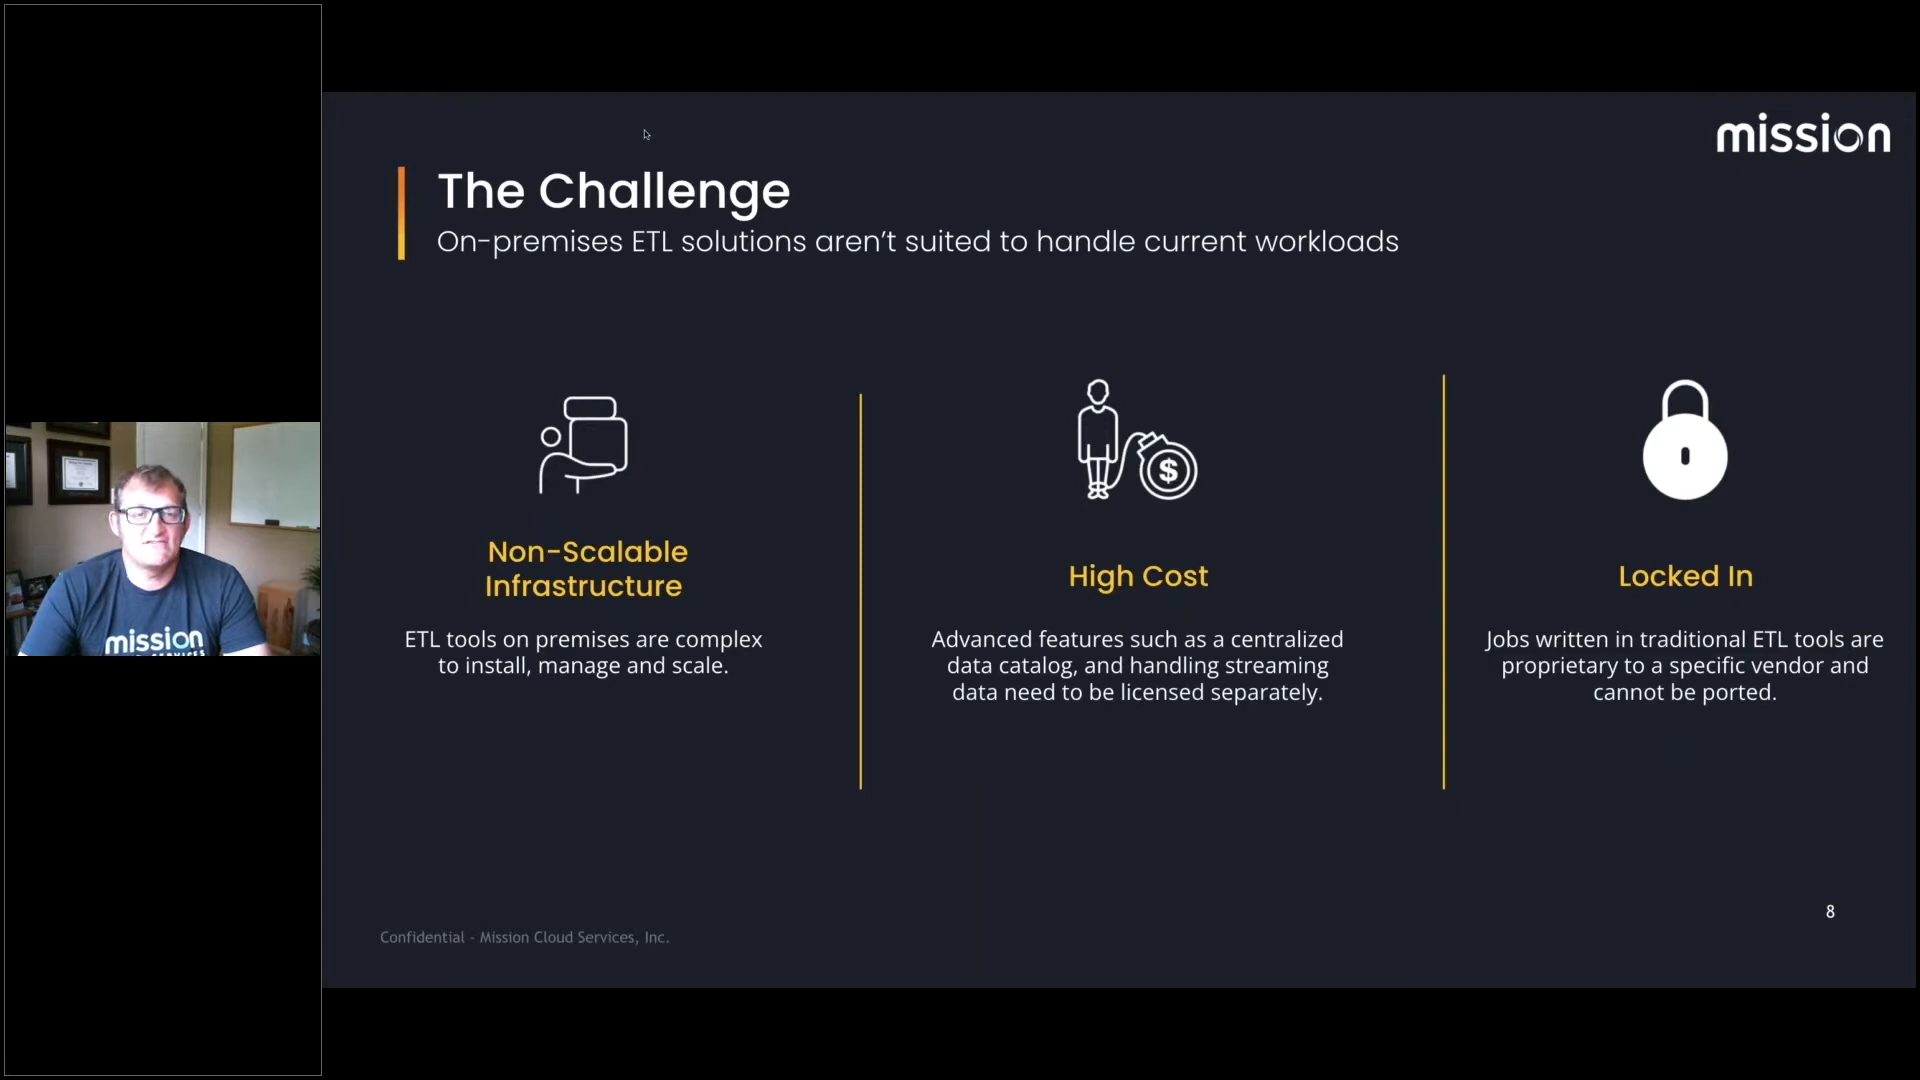 mission
The Challenge
On-premises ETL solutions aren't suited to handle current workloads
Non-Scalable
Infrastructure
ETL tools on premises are complex
to install, manage and scale.
$
High Cost
Advanced features such as a centralized
data catalog, and handling streaming
data need to be licensed separately.
Locked In
Jobs written in traditional ETL tools are
proprietary to a specific vendor and
cannot be ported.
mission
8
Confidential - Mission Cloud Services, Inc.